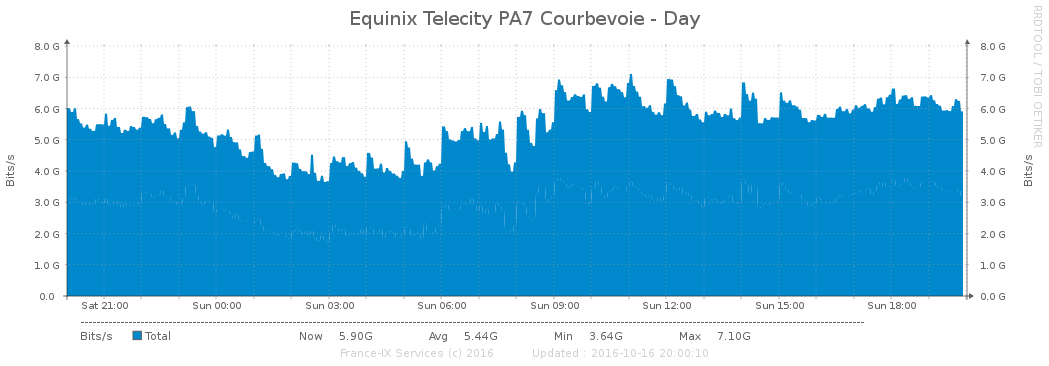 Equinix Telecity PA7 Courbevoie - Day
RRDTOOL / TOBI OETIKER
8.0 G 8.0 G
7.0 G 7.0 G
6.0 G 6.0 G
5.0 G 5.0 G
4.0 G 4.0 G
3.0 G 3.0 G
2.0 G 2.0 G
1.0 G 1.0 G
0.0 0.0 G
Bits/s
Bits/s
Sat 21:00 Sun 00:00 Sun 03:00 Sun 06:00 Sun 09:00 Sun 12:00 Sun 15:00 Sun 18:00
Bits/s Total Now 5.90G Avg 5.44G Min 3.64G Max 7.10G
France-IX Services (c) 2016 Updated : 2016-10-16 20:00:10